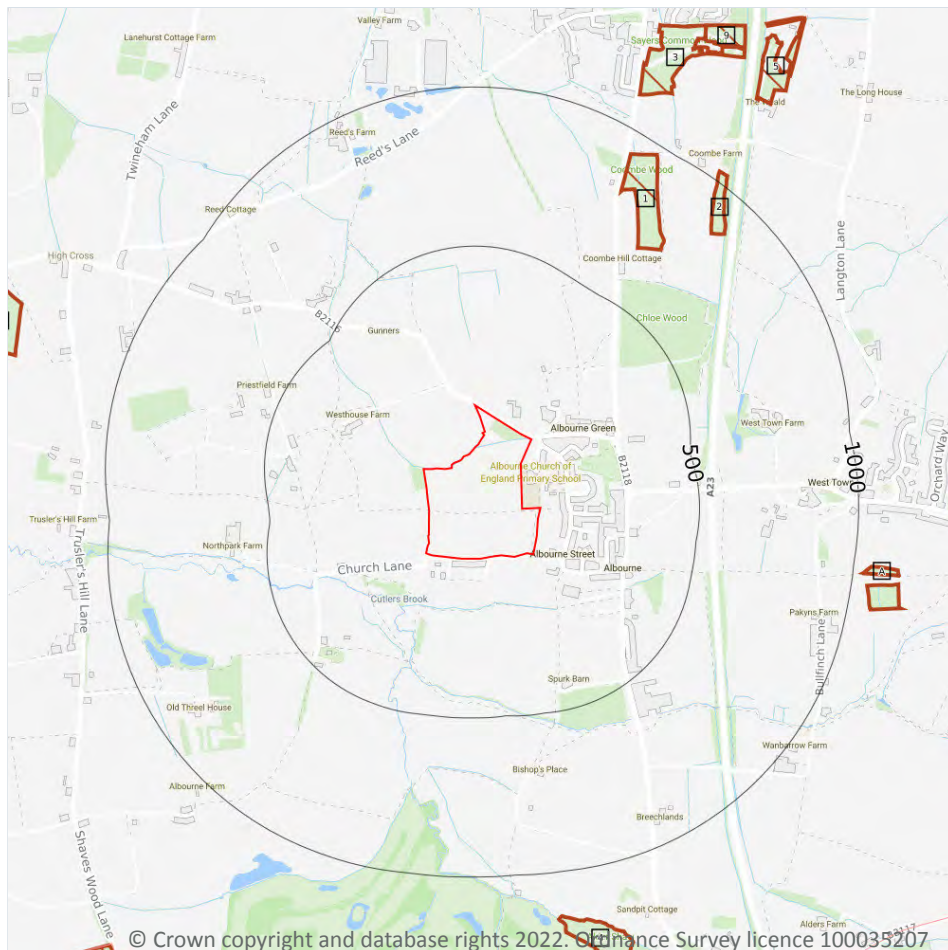 Valley Farm
Lanehurst Cottage Farm
Sayers Common
9
3
5
The Weald
The Long House
Twineham Lane
Reed's Farm
Reed's Lane
Coombe Farm
Coombe Wood
1
2
Reed Cottage
High Cross
Coombe Hill Cottage
Langton Lane
B2116
Gunners
Chloe Wood
Priestfield Farm
Westhouse Farm
West Town Farm
Albourne Green
Albourne Church of
England Primary School
B2118
500
A23
1000
West Town
Orchard Way
Trusler's Hill Farm
Trusler's Hill Lane
Northpark Farm
Albourne Street
Church Lane
Albourne
A
Cutlers Brook
Pakyns Farm
Bullfinch Lane
Spurk Barn
Old Threel House
Wanbarrow Farm
Bishop's Place
Albourne Farm
Breechlands
Shaves Wood Lane
Sandpit Cottage
Alders Farm
B2117
© Crown copyright and database rights 2022. Ordnance Survey licence 100035207